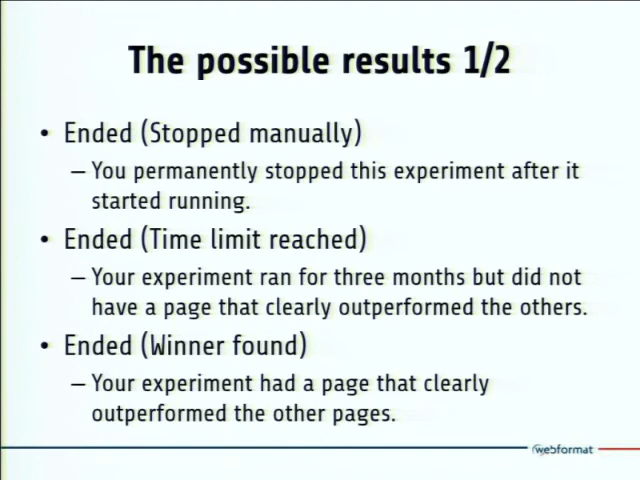 The possible results 1/2
• Ended (Stopped manually)
– You permanently stopped this experiment after it
started running.
• Ended (Time limit reached)
– Your experiment ran for three months but did not
have a page that clearly outperformed the others.
• Ended (Winner found)
– Your experiment had a page that clearly
outperformed the other pages.
webformat